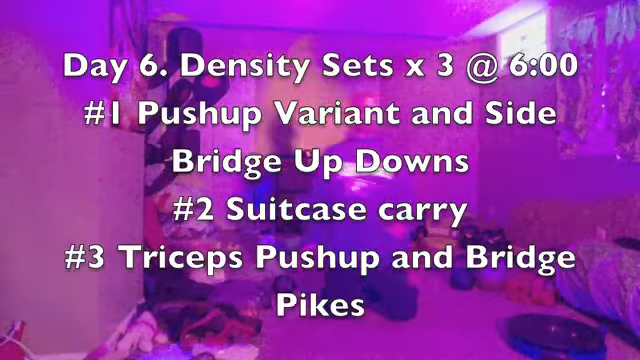 Day 6. Density Sets x 3 @ 6:00
#1 Pushup Variant and Side
Bridge Up Downs
#2 Suitcase carry
#3 Triceps Pushup and Bridge
Pikes